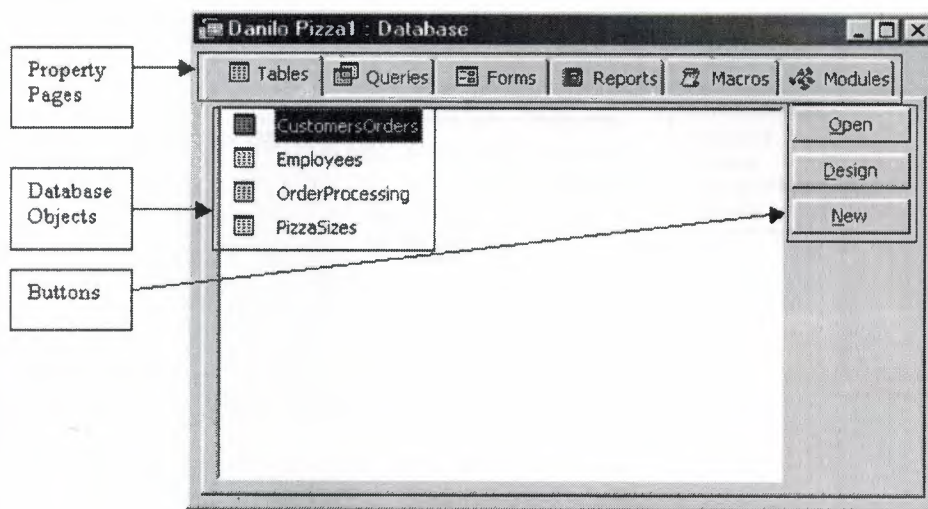 Danilo Pizza1 : Database
Property Pages
Tables Queries Forms Reports Macros Modules
CustomersOrders
Employees
OrderProcessing
PizzaSizes
Open
Design
New
Database Objects
Buttons